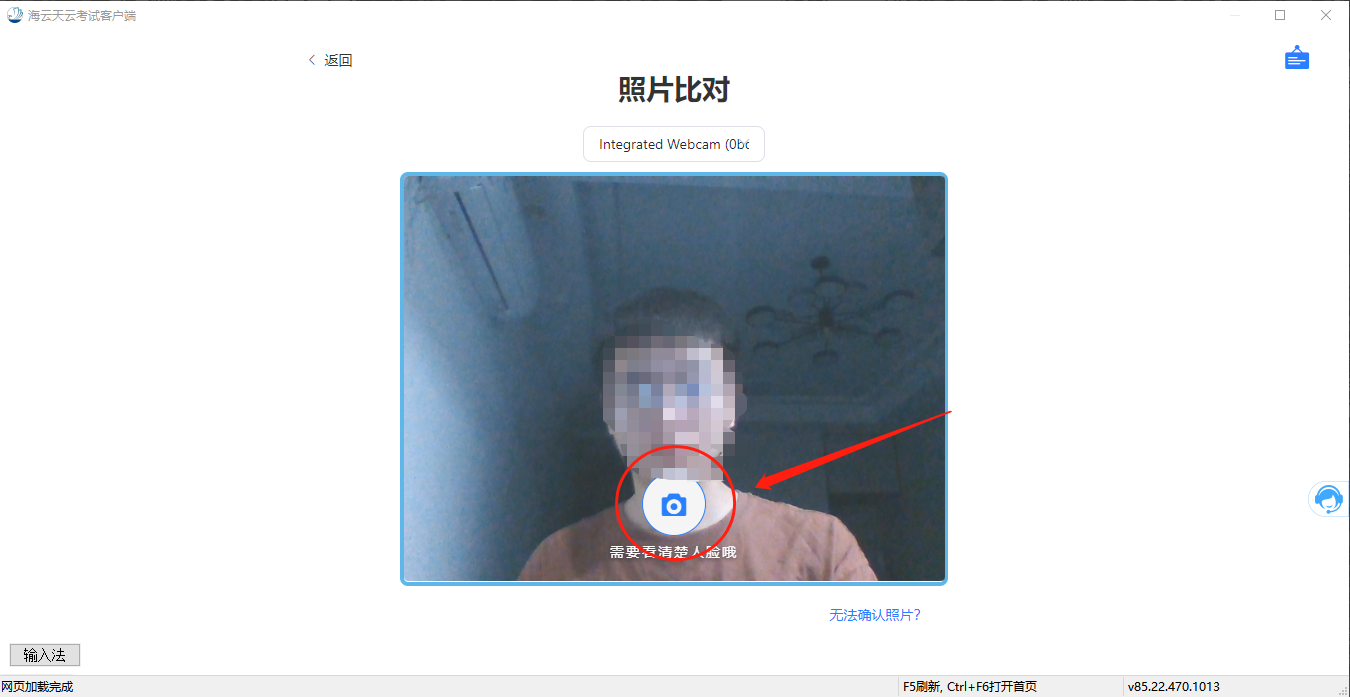 海云天云考试客户端
返回
照片比对
Integrated Webcam (0b
需要看清楚人脸哦
无法确认照片?
输入法
网页加载完成
F5刷新, Ctrl+F6打开首页
v85.22.470.1013